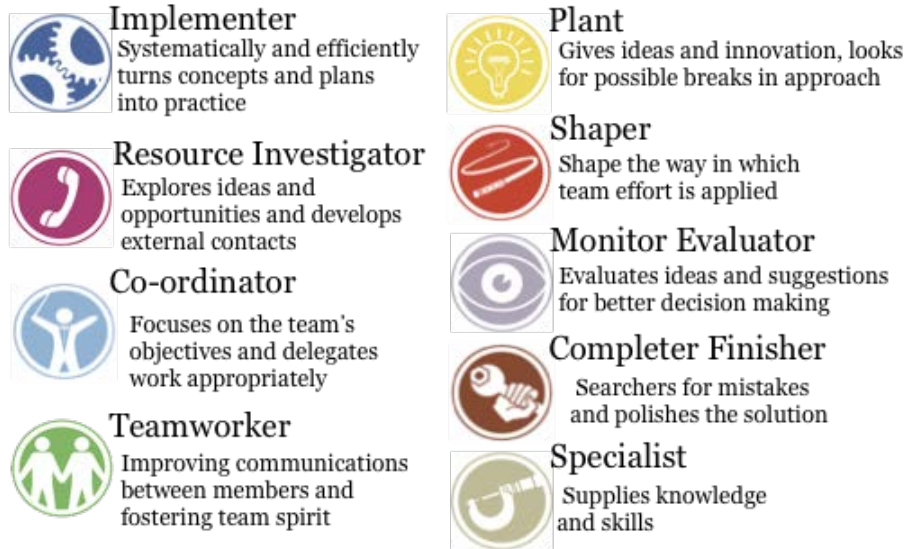 Implementer
Systematically and efficiently
turns concepts and plans
into practice
Resource Investigator
Explores ideas and
opportunities and develops
external contacts
Co-ordinator
Focuses on the team's
objectives and delegates
work appropriately
Teamworker
Improving communications
between members and
fostering team spirit
Plant
Gives ideas and innovation, looks
for possible breaks in approach
Shaper
Shape the way in which
team effort is applied
Monitor Evaluator
Evaluates ideas and suggestions
for better decision making
Completer Finisher
Searchers for mistakes
and polishes the solution
Specialist
Supplies knowledge
and skills